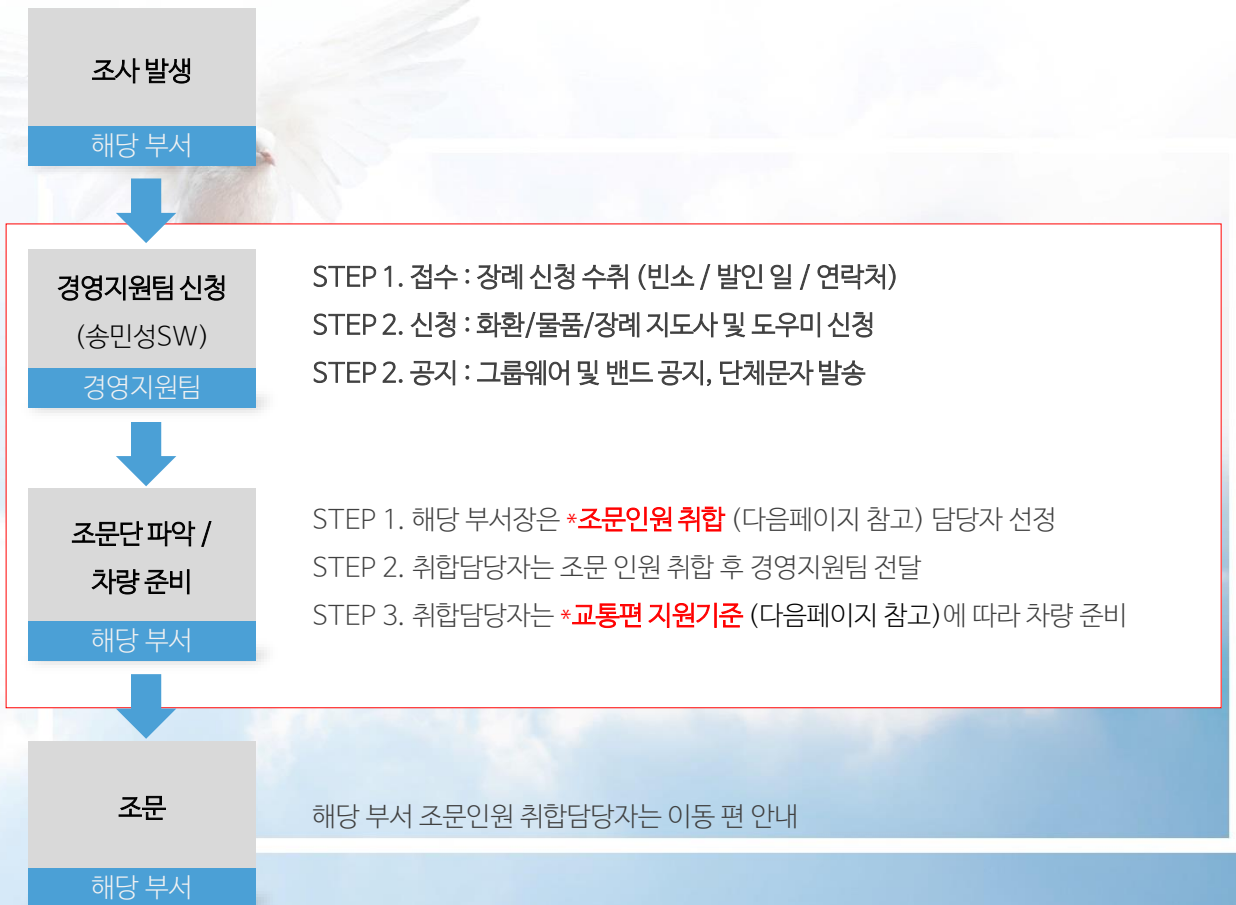 조사 발생
해당 부서
경영지원팀 신청
(송민성SW)
경영지원팀
STEP 1. 접수 : 장례 신청 수취 (빈소 / 발인 일 / 연락처)
STEP 2. 신청 : 화환/물품/장례 지도사 및 도우미 신청
STEP 2. 공지 : 그룹웨어 및 밴드 공지, 단체문자 발송
조문단 파악 /
차량 준비
해당 부서
STEP 1. 해당 부서장은 *조문인원 취합 (다음페이지 참고) 담당자 선정
STEP 2. 취합담당자는 조문 인원 취합 후 경영지원팀 전달
STEP 3. 취합담당자는 *교통편 지원기준 (다음페이지 참고)에 따라 차량 준비
조문
해당 부서
해당 부서 조문인원 취합담당자는 이동 편 안내